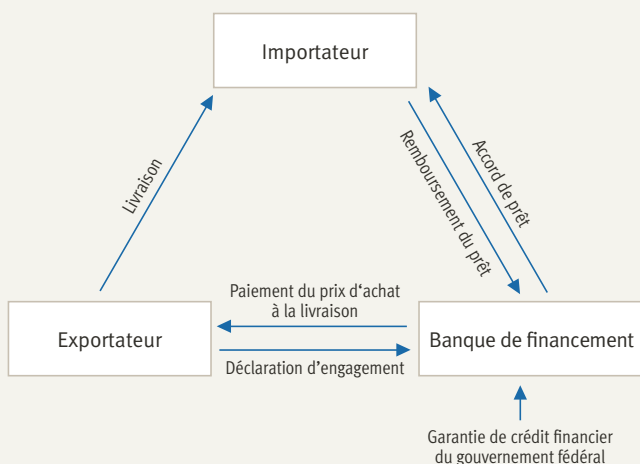 Importateur
Livraison
Remboursement du prêt
Accord de prêt
Paiement du prix d‘achat
à la livraison
Exportateur
Banque de financement
Déclaration d’engagement
Garantie de crédit financier
du gouvernement fédéral